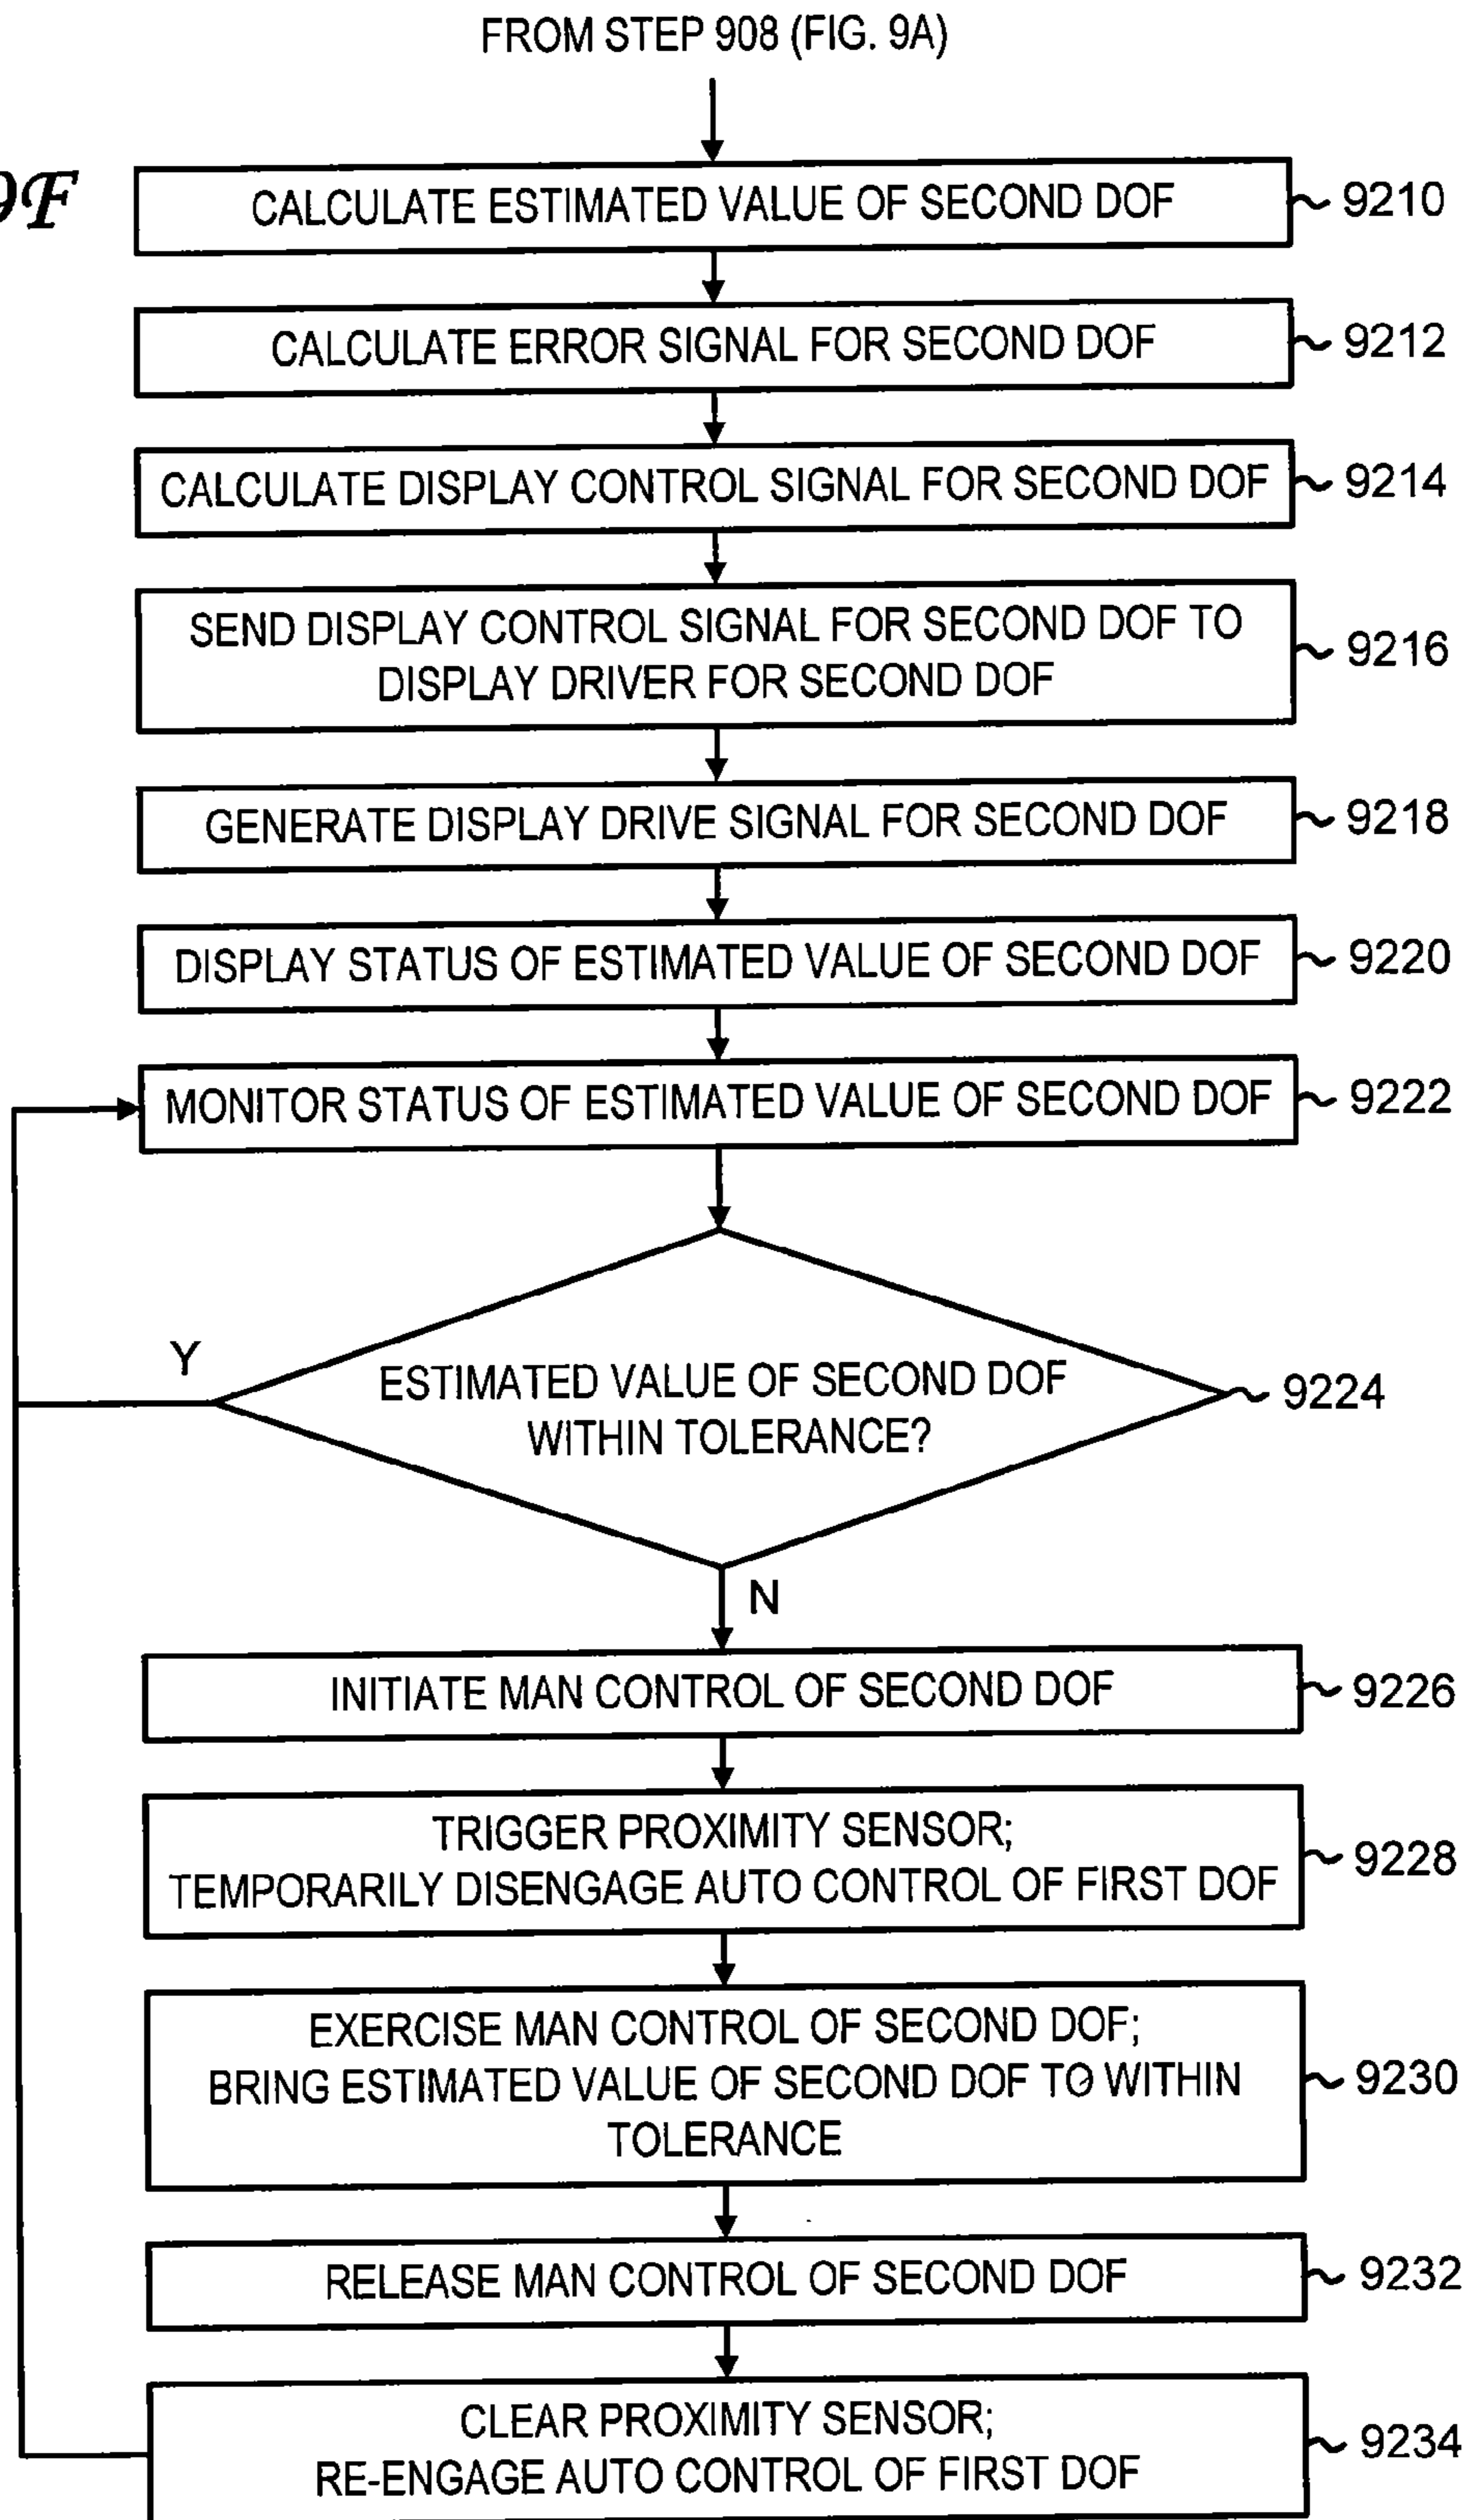 FROM STEP 908 (FIG. 9A)
9F
CALCULATE ESTIMATED VALUE OF SECOND DOF
9210
CALCULATE ERROR SIGNAL FOR SECOND DOF
9212
CALCULATE DISPLAY CONTROL SIGNAL FOR SECOND DOF
9214
SEND DISPLAY CONTROL SIGNAL FOR SECOND DOF TO
DISPLAY DRIVER FOR SECOND DOF
9216
GENERATE DISPLAY DRIVE SIGNAL FOR SECOND DOF
9218
DISPLAY STATUS OF ESTIMATED VALUE OF SECOND DOF
9220
MONITOR STATUS OF ESTIMATED VALUE OF SECOND DOF
9222
Y
ESTIMATED VALUE OF SECOND DOF
WITHIN TOLERANCE?
9224
N
INITIATE MAN CONTROL OF SECOND DOF
9226
TRIGGER PROXIMITY SENSOR;
TEMPORARILY DISENGAGE AUTO CONTROL OF FIRST DOF
9228
EXERCISE MAN CONTROL OF SECOND DOF;
BRING ESTIMATED VALUE OF SECOND DOF TO WITHIN
TOLERANCE
9230
RELEASE MAN CONTROL OF SECOND DOF
9232
CLEAR PROXIMITY SENSOR;
RE-ENGAGE AUTO CONTROL OF FIRST DOF
9234